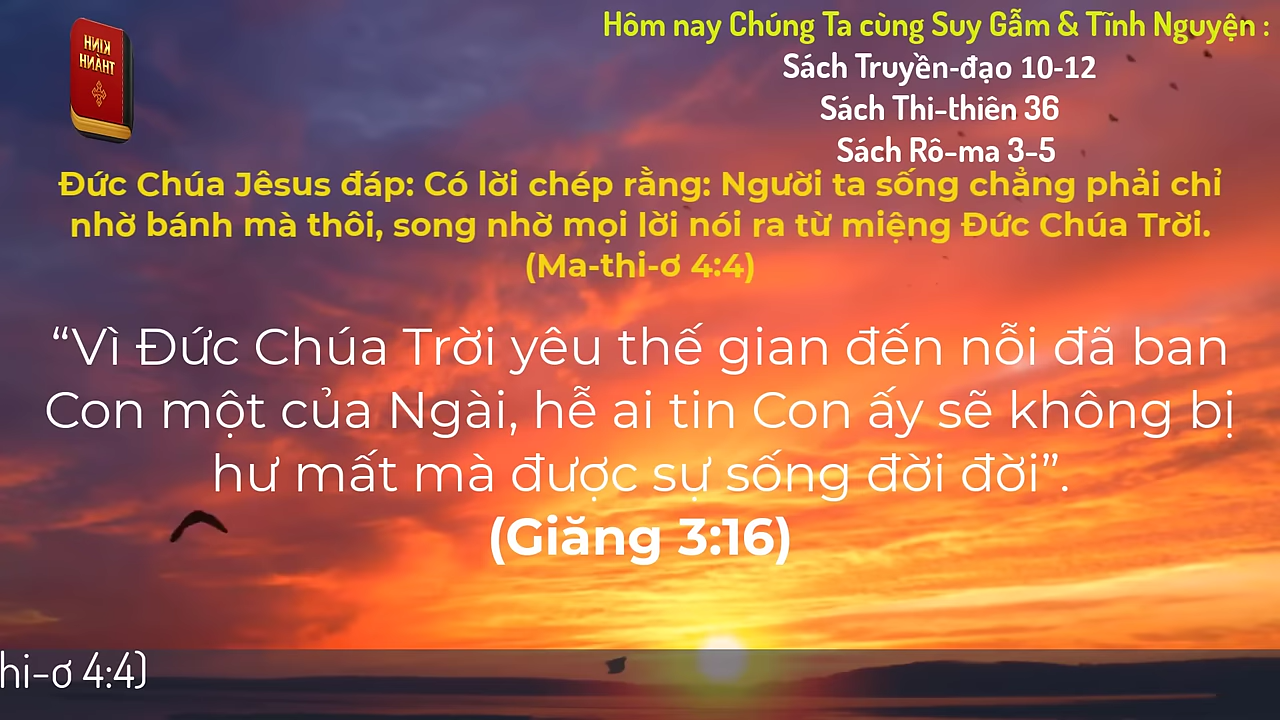 KINH
THÁNH
Hôm nay Chúng Ta cùng Suy Gẫm & Tĩnh Nguyện :
Sách Truyền-đạo 10-12
Sách Thi-thiên 36
Sách Rô-ma 3-5
Đức Chúa Jêsus đáp: Có lời chép rằng: Người ta sống chẳng phải chỉ
nhờ bánh mà thôi, song nhờ mọi lời nói ra từ miệng Đức Chúa Trời.
(Ma-thi-ơ 4:4)
“Vì Đức Chúa Trời yêu thế gian đến nỗi đã ban
Con một của Ngài, hễ ai tin Con ấy sẽ không bị
hư mất mà được sự sống đời đời”.
(Giăng 3:16)
hi-ơ 4:4)